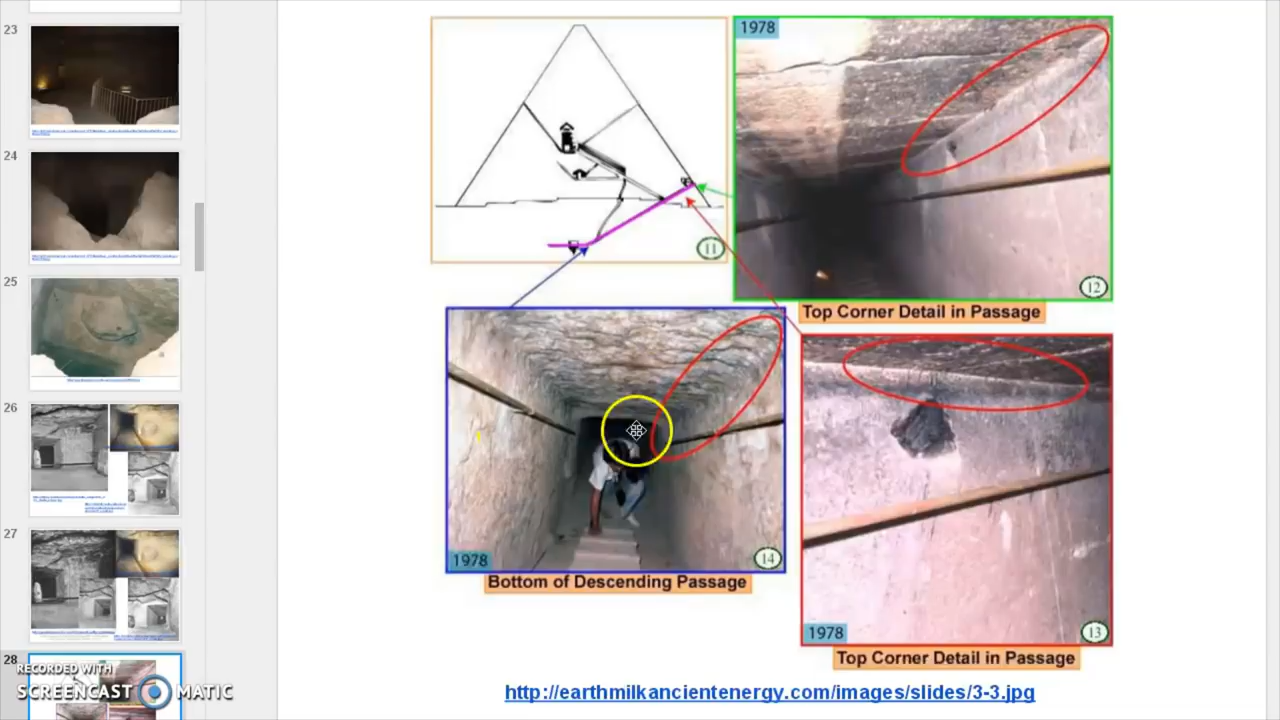 23
24
25
26
27
28
1978
11
12
Top Corner Detail in Passage
1978
14
Bottom of Descending Passage
1978
13
Top Corner Detail in Passage
http://earthmilkancientenergy.com/images/slides/3-3.jpg
RECORDED WITH
SCREENCAST MATIC